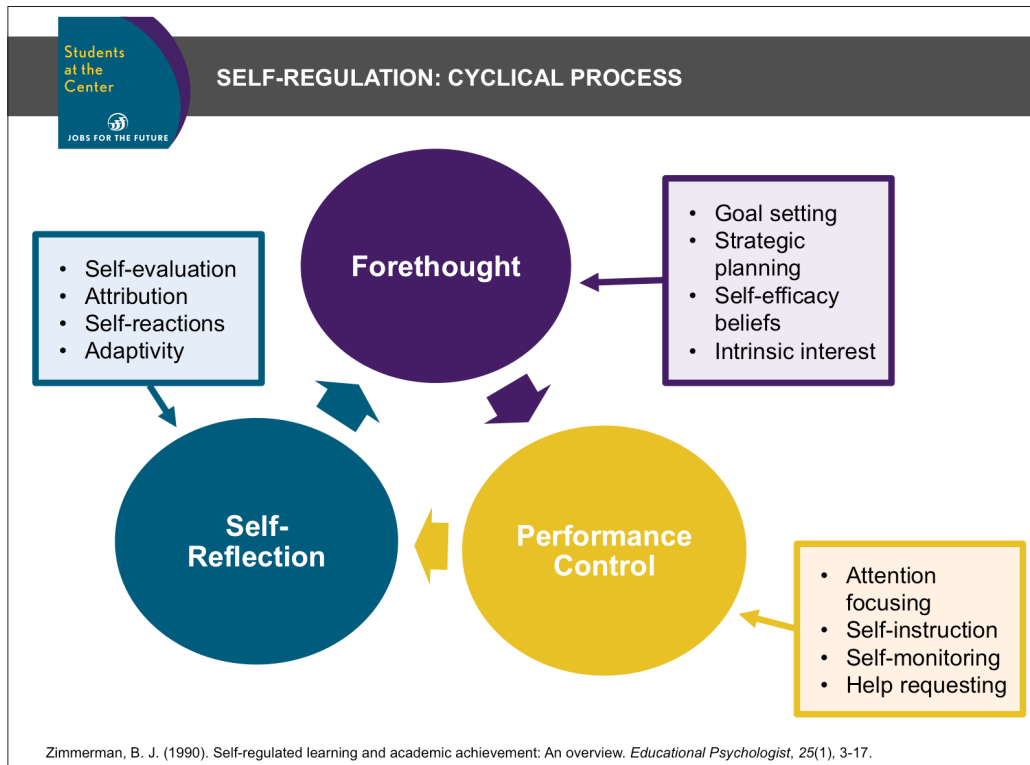 Students
at the
Center
JOBS FOR THE FUTURE
SELF-REGULATION: CYCLICAL PROCESS
Forethought
• Goal setting
• Strategic
planning
• Self-efficacy
beliefs
• Intrinsic interest
• Self-evaluation
• Attribution
• Self-reactions
• Adaptivity
Self-
Reflection
Performance
Control
• Attention
focusing
• Self-instruction
• Self-monitoring
• Help requesting
Zimmerman, B. J. (1990). Self-regulated learning and academic achievement: An overview. Educational Psychologist, 25(1), 3-17.